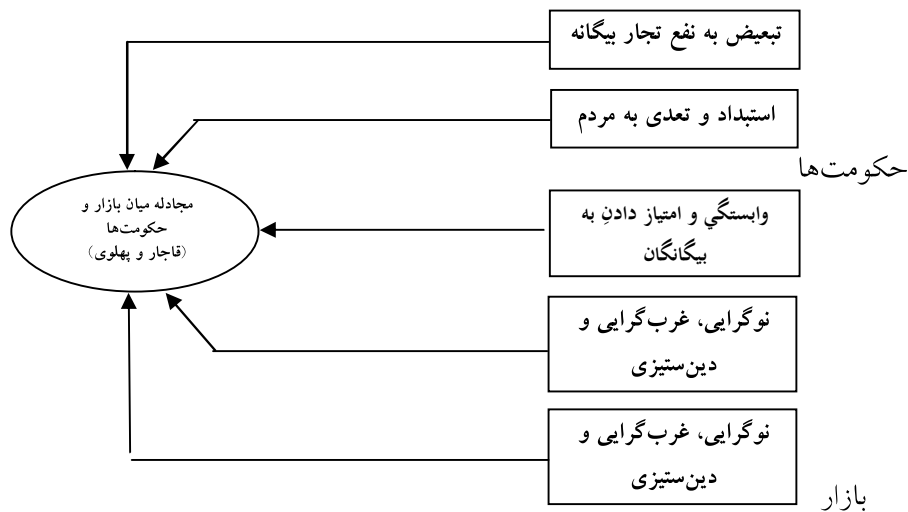 تبعیض به نفع تجار بیگانه
استبداد و تعدی به مردم
حکومت‌ها
وابستگي و امتیاز دادنِ به
بیگانگان
مجادله میان بازار و
حکومت‌ها
(قاجار و پهلوی)
نوگرایی، غرب‌گرایی و
دین‌ستیزی
نوگرایی، غرب‌گرایی و
دین‌ستیزی
بازار